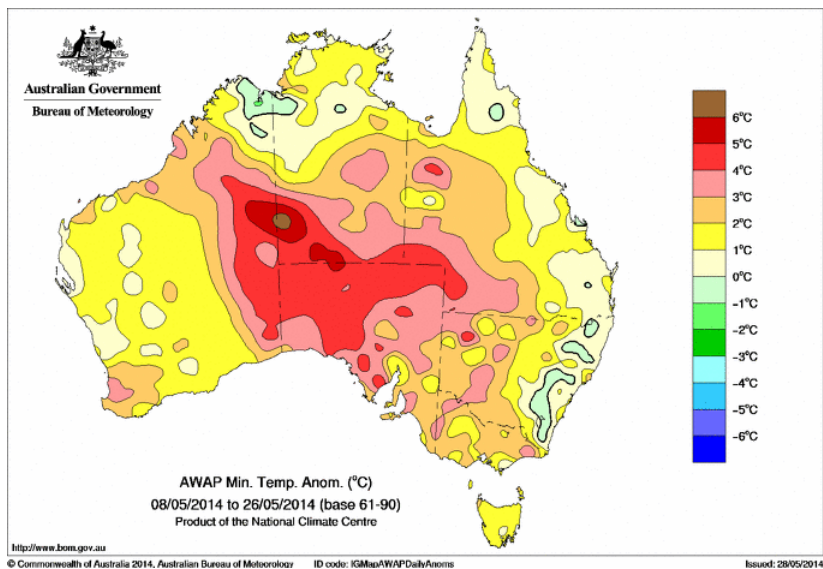 Australian Government
Bureau of Meteorology
6°C
5°C
4°C
3°C
2°C
1°C
0°C
-1°C
-2°C
-3°C
-4°C
-5°C
-6°C
AWAP Min. Temp. Anom. (°C)
08/05/2014 to 26/05/2014 (base 61-90)
Product of the National Climate Centre
http://www.bom.gov.au
© Commonwealth of Australia 2014, Australian Bureau of Meteorology ID code: IGMapAWAPDailyAnoms Issued: 28/05/2014